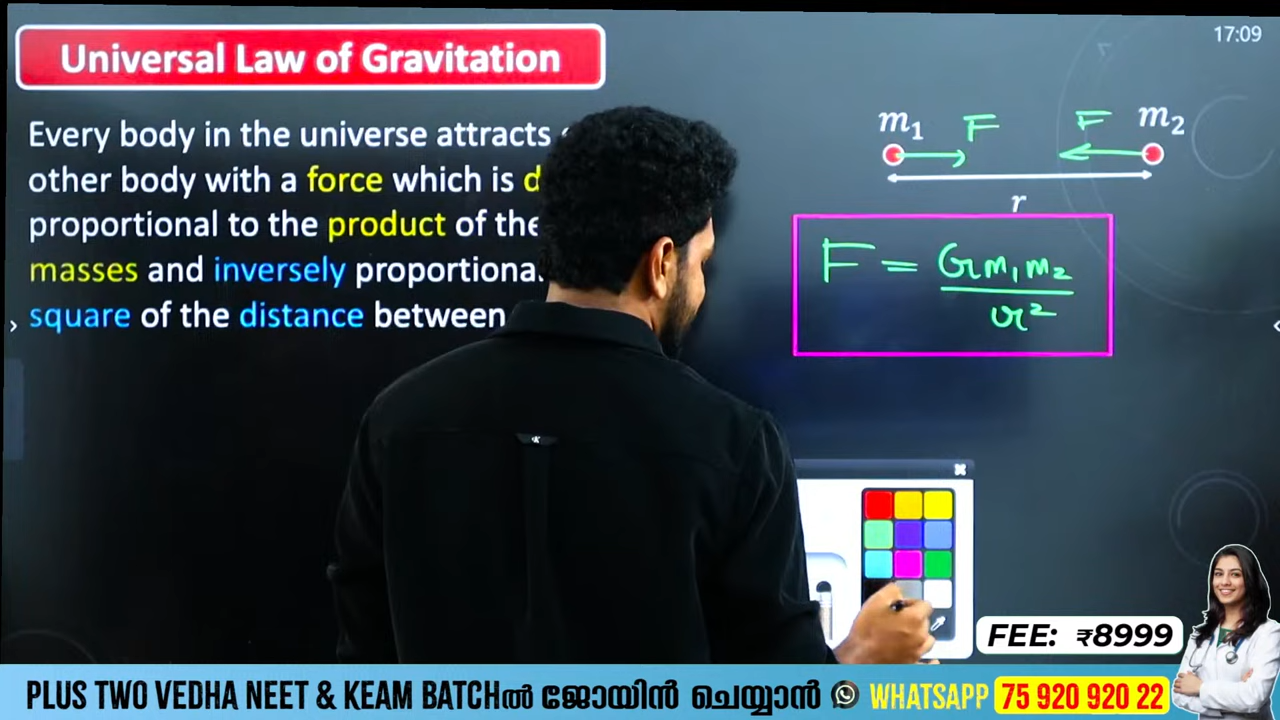 17:09
Universal Law of Gravitation
Every body in the universe attracts
other body with a force which is
proportional to the product of the
masses and inversely proportional
square of the distance between
m₁ F F m₂
r
F = Gm₁m₂
r²
FEE: ₹8999
PLUS TWO VEDHA NEET & KEAM BATCHൽ ജോയിൻ ചെയ്യാൻ WHATSAPP 75 920 920 22